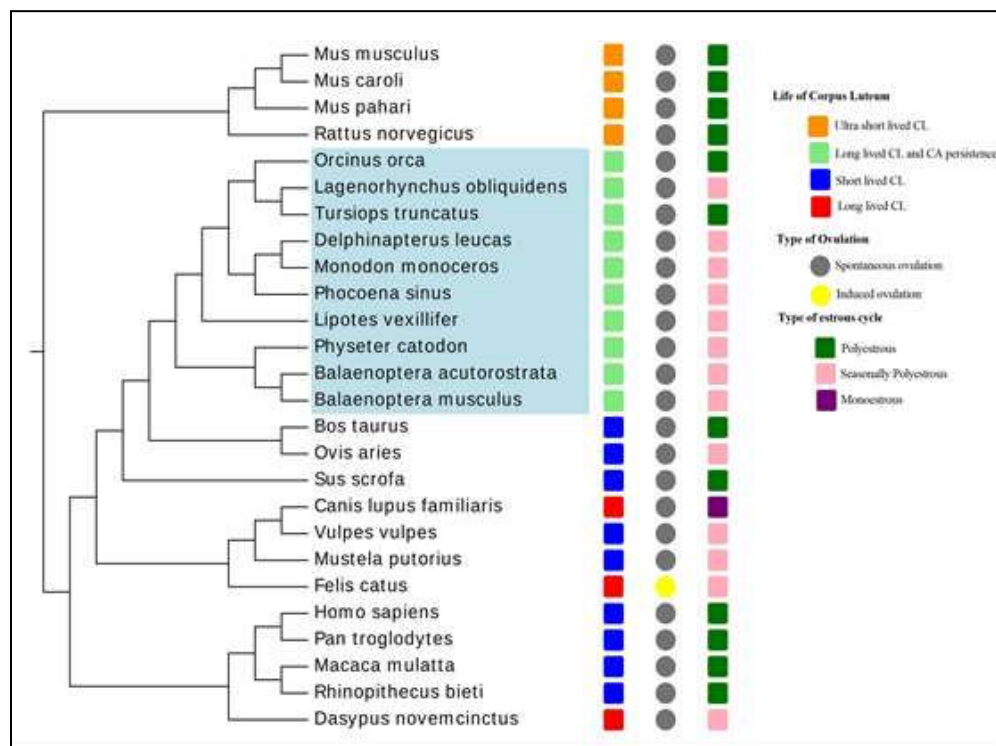 Mus musculus
Mus caroli
Mus pahari
Rattus norvegicus
Orcinus orca
Lagenorhynchus obliquidens
Tursiops truncatus
Delphinapterus leucas
Monodon monoceros
Phocoena sinus
Lipotes vexillifer
Physeter catodon
Balaenoptera acutorostrata
Balaenoptera musculus
Bos taurus
Ovis aries
Sus scrofa
Canis lupus familiaris
Vulpes vulpes
Mustela putorius
Felis catus
Homo sapiens
Pan troglodytes
Macaca mulatta
Rhinopithecus bieti
Dasypus novemcinctus
Life of Corpus Luteum
Ultra short lived CL
Long lived CL and CA persistence
Short lived CL
Long lived CL
Type of Ovulation
Spontaneous ovulation
Induced ovulation
Type of estrous cycle
Polyestrous
Seasonally Polyestrous
Monoestrous